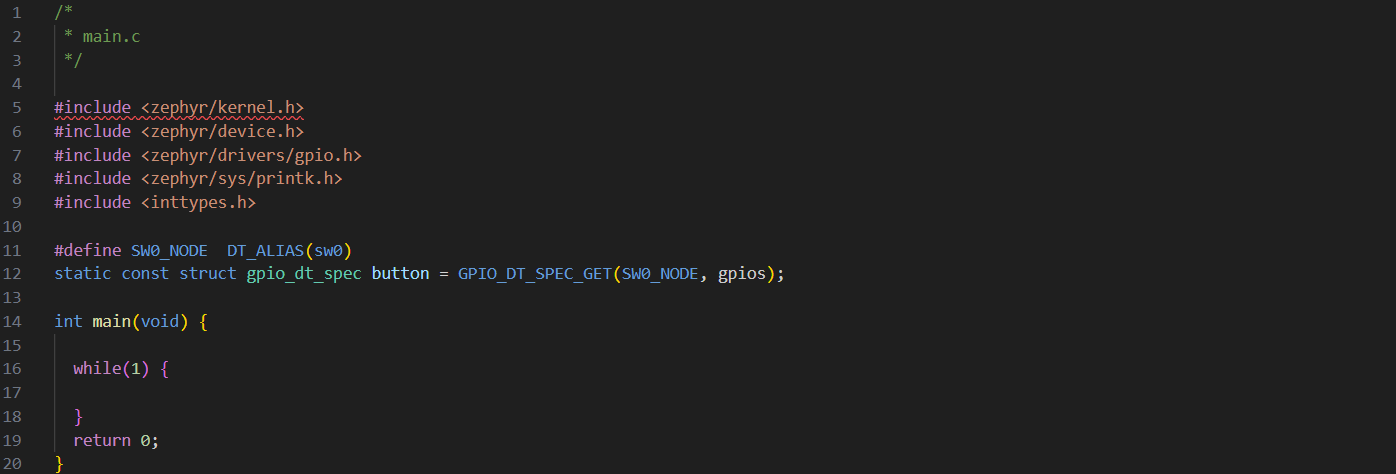 1 /*
2 * main.c
3 */
4
5 #include <zephyr/kernel.h>
6 #include <zephyr/device.h>
7 #include <zephyr/drivers/gpio.h>
8 #include <zephyr/sys/printk.h>
9 #include <inttypes.h>
10
11 #define SW0_NODE  DT_ALIAS(sw0)
12 static const struct gpio_dt_spec button = GPIO_DT_SPEC_GET(SW0_NODE, gpios);
13
14 int main(void) {
15
16   while(1) {
17
18   }
19   return 0;
20 }